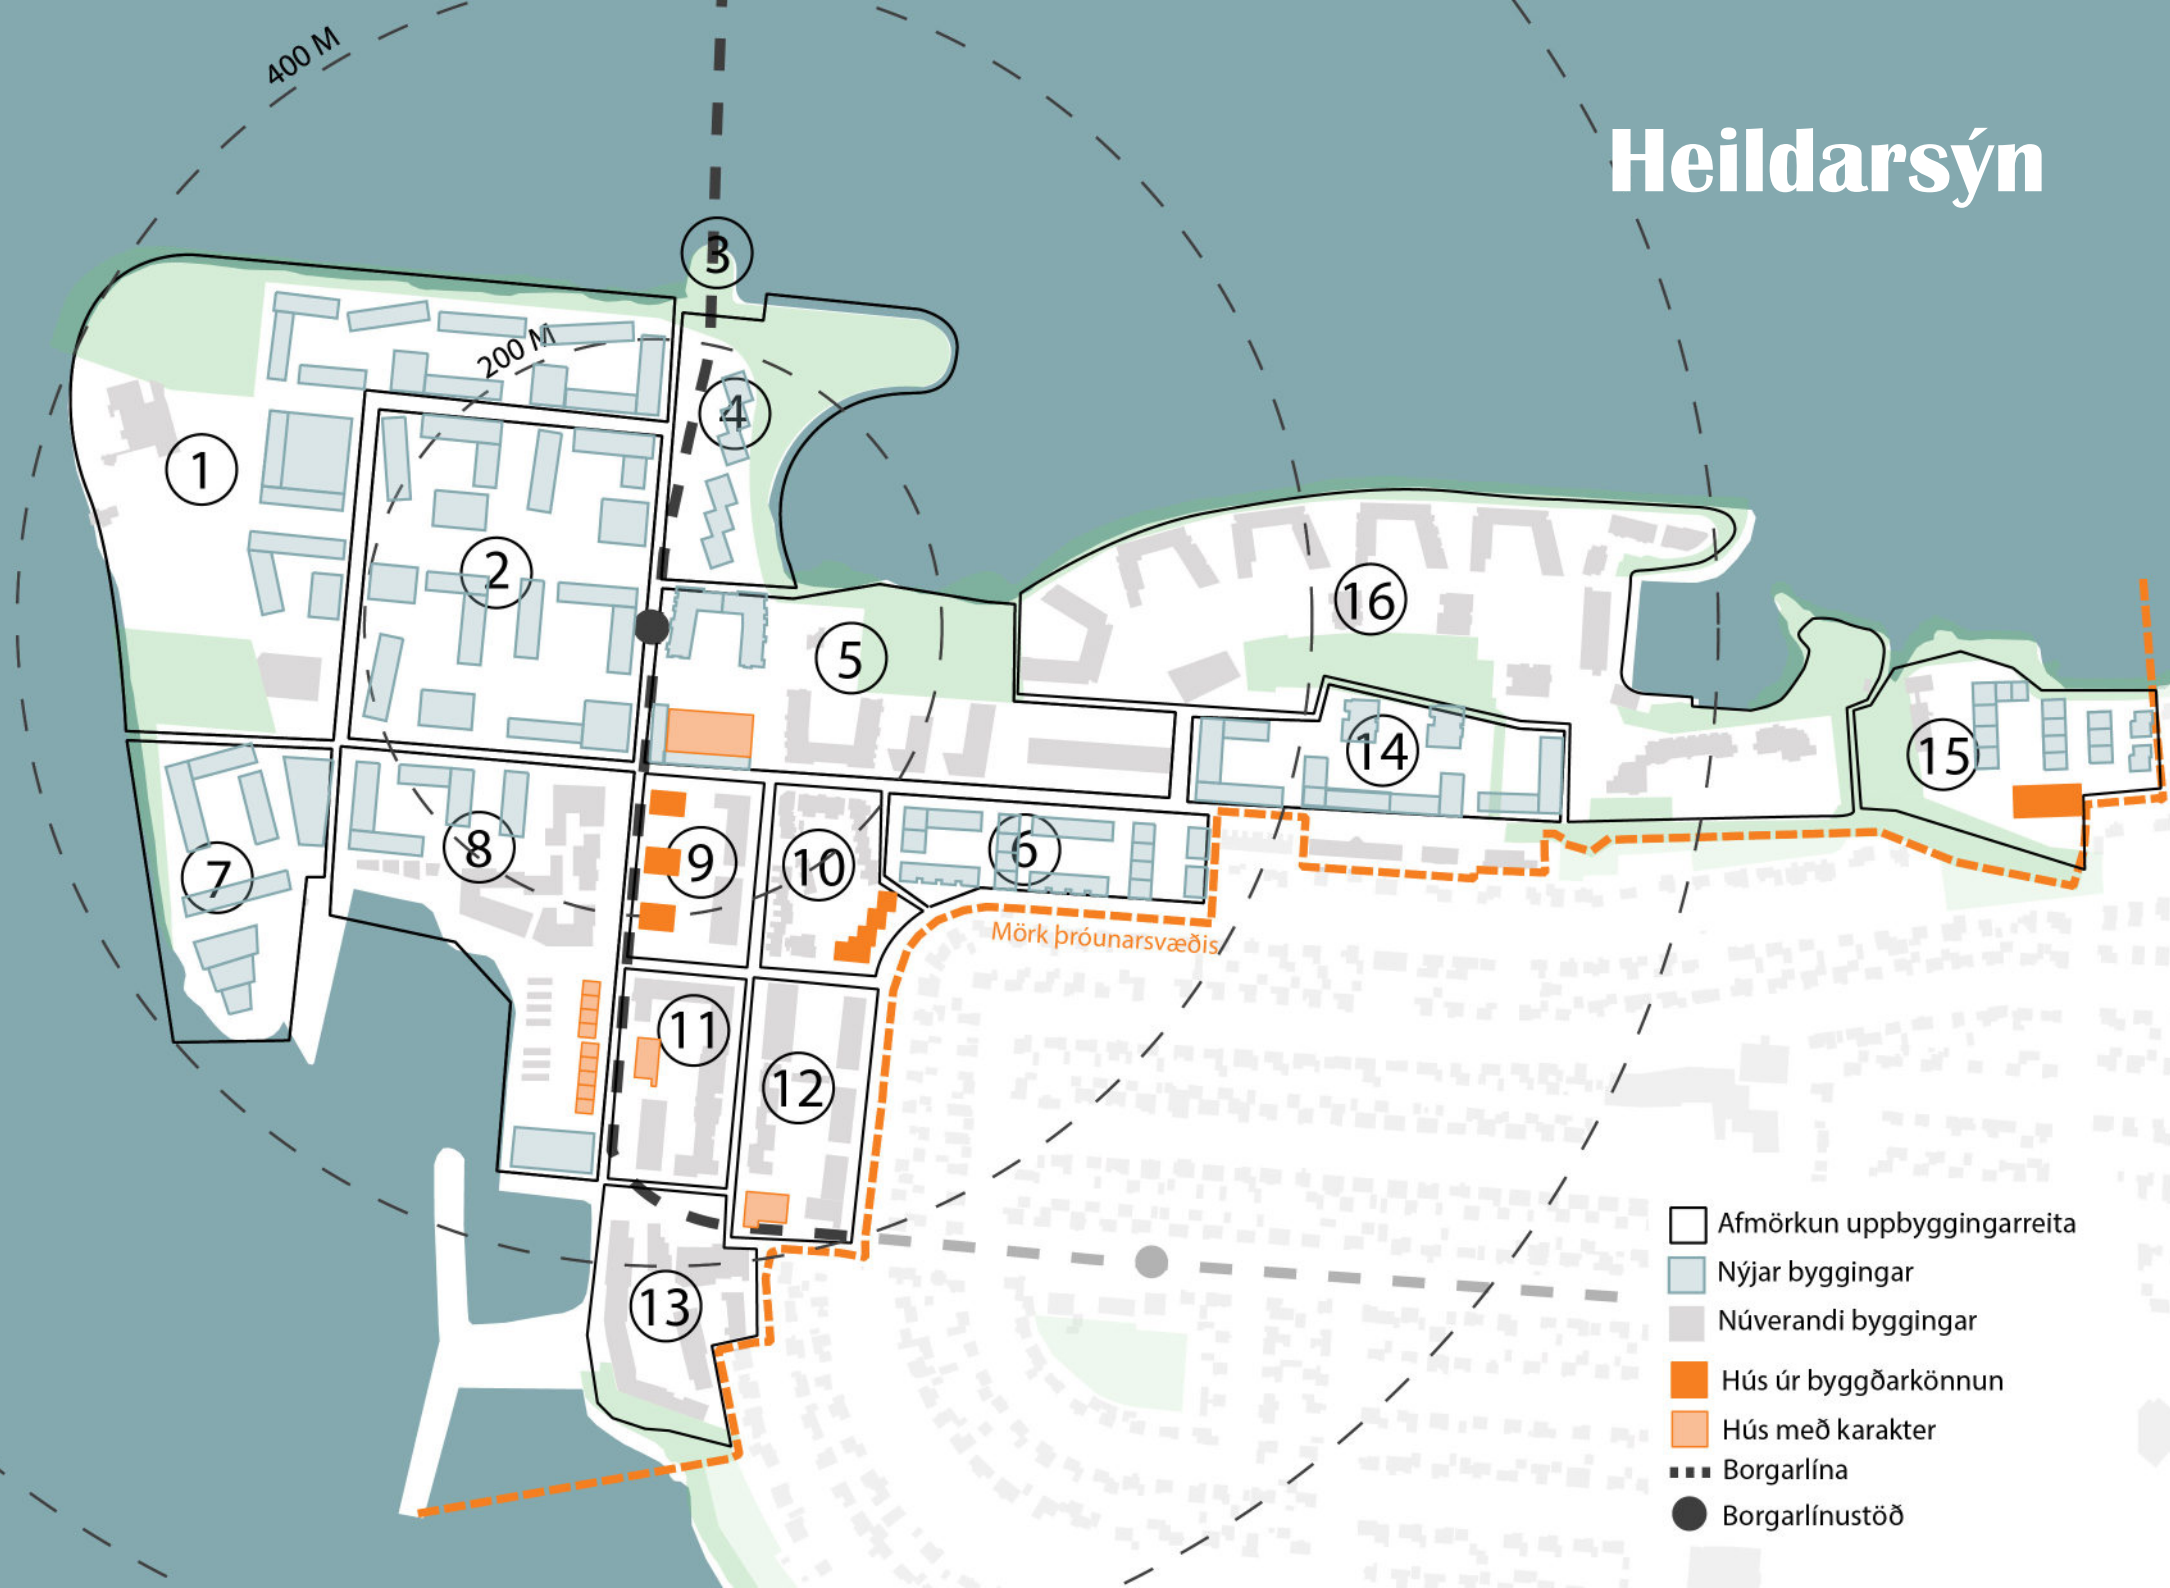 400 M
Heildarsýn
3
200 M
4
1
2
16
5
14
15
6
8
9
10
7
Mörk þróunarsvæðis
11
12
13
Afmörkun uppbyggingarreita
Nýjar byggingar
Núverandi byggingar
Hús úr byggðarkönnun
Hús með karakter
Borgarlína
Borgarlínustöð